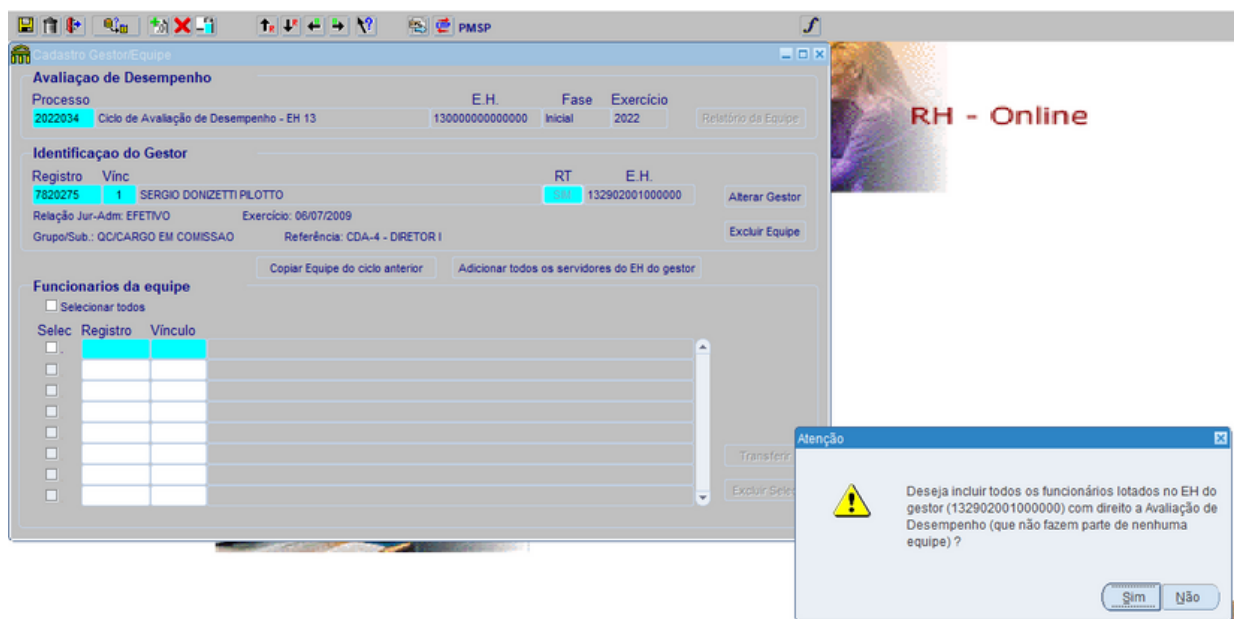 PMSP
Cadastro Gestor/Equipe
Avaliaçao de Desempenho
Processo E.H. Fase Exercício
2022034 Ciclo de Avaliação de Desempenho - EH 13 130000000000000 Inicial 2022 Relatório da Equipe
RH - Online
Identificaçao do Gestor
Registro Vínc RT E.H.
7820275 1 SERGIO DONIZETTI PILOTTO SIM 132902001000000 Alterar Gestor
Relação Jur-Adm: EFETIVO Exercício: 06/07/2009
Grupo/Sub.: QC/CARGO EM COMISSAO Referência: CDA-4 - DIRETOR I Excluir Equipe
Copiar Equipe do ciclo anterior Adicionar todos os servidores do EH do gestor
Funcionarios da equipe
Selecionar todos
Selec Registro Vínculo
Transferir
Excluir Selec
Atenção
Deseja incluir todos os funcionários lotados no EH do
gestor (132902001000000) com direito a Avaliação de
Desempenho (que não fazem parte de nenhuma
equipe) ?
Sim Não